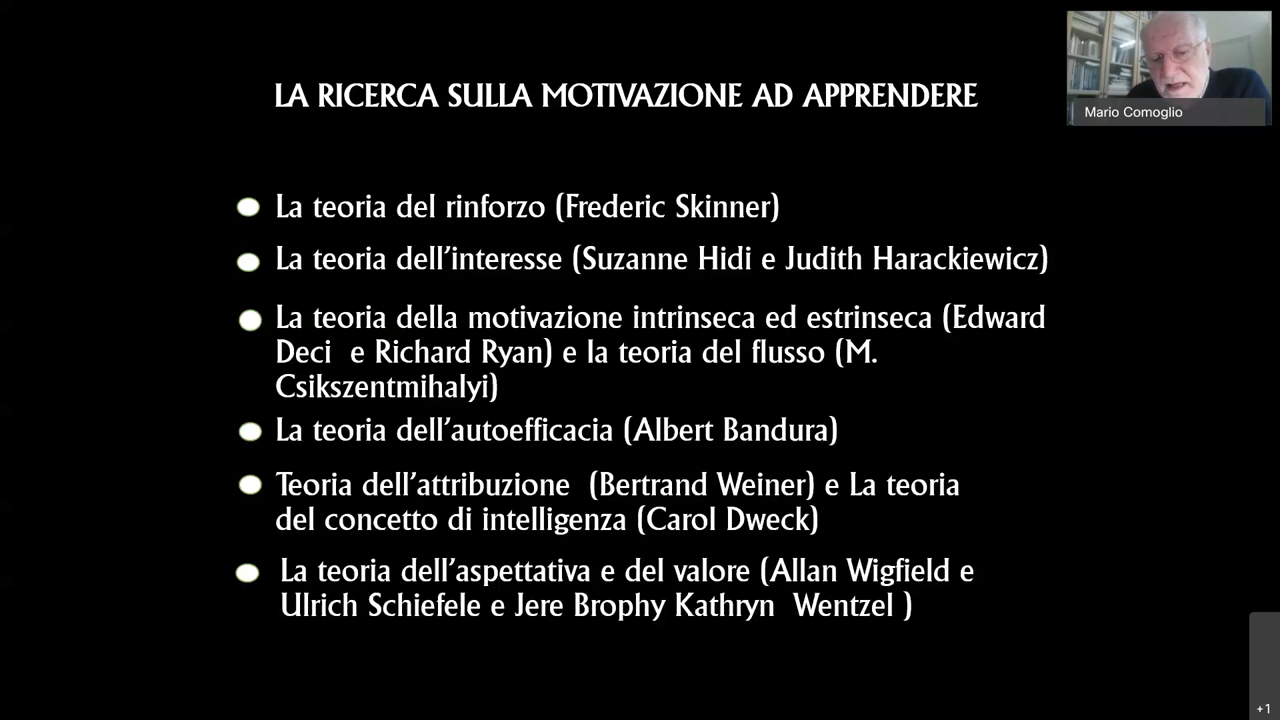 LA RICERCA SULLA MOTIVAZIONE AD APPRENDERE
Mario Comoglio
La teoria del rinforzo (Frederic Skinner)
La teoria dell'interesse (Suzanne Hidi e Judith Harackiewicz)
La teoria della motivazione intrinseca ed estrinseca (Edward
Deci e Richard Ryan) e la teoria del flusso (M.
Csikszentmihalyi)
La teoria dell'autoefficacia (Albert Bandura)
Teoria dell'attribuzione (Bertrand Weiner) e La teoria
del concetto di intelligenza (Carol Dweck)
La teoria dell'aspettativa e del valore (Allan Wigfield e
Ulrich Schiefele e Jere Brophy Kathryn Wentzel )
+1